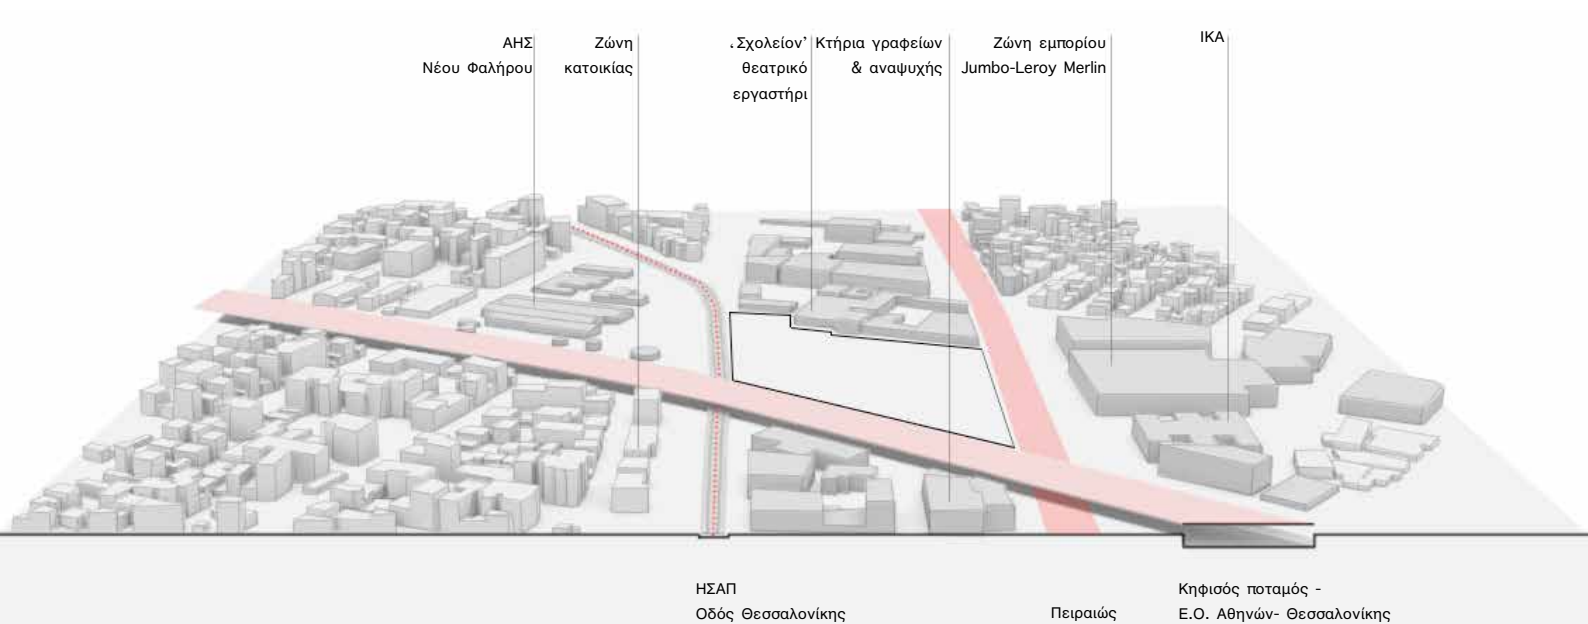 ΑΗΣ
Νέου Φαλήρου
Ζώνη
κατοικίας
‘Σχολείον’
θεατρικό
εργαστήρι
Κτήρια γραφείων
& αναψυχής
Ζώνη εμπορίου
Jumbo-Leroy Merlin
ΙΚΑ
ΗΣΑΠ
Οδός Θεσσαλονίκης
Πειραιώς
Κηφισός ποταμός -
Ε.Ο. Αθηνών- Θεσσαλονίκης